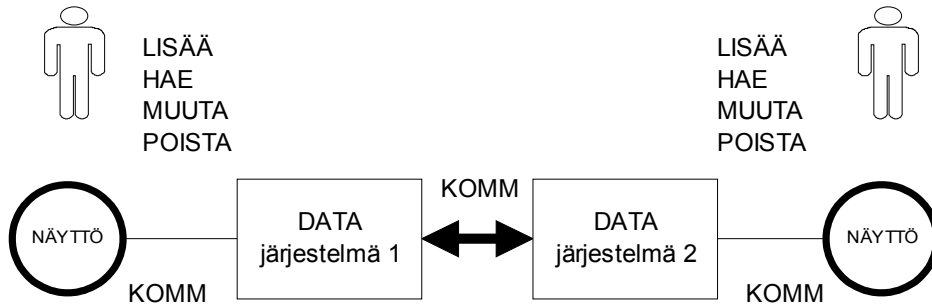 LISÄÄ
HAE
MUUTA
POISTA
LISÄÄ
HAE
MUUTA
POISTA
KOMM
NÄYTTÖ
DATA
järjestelmä 1
DATA
järjestelmä 2
NÄYTTÖ
KOMM
KOMM